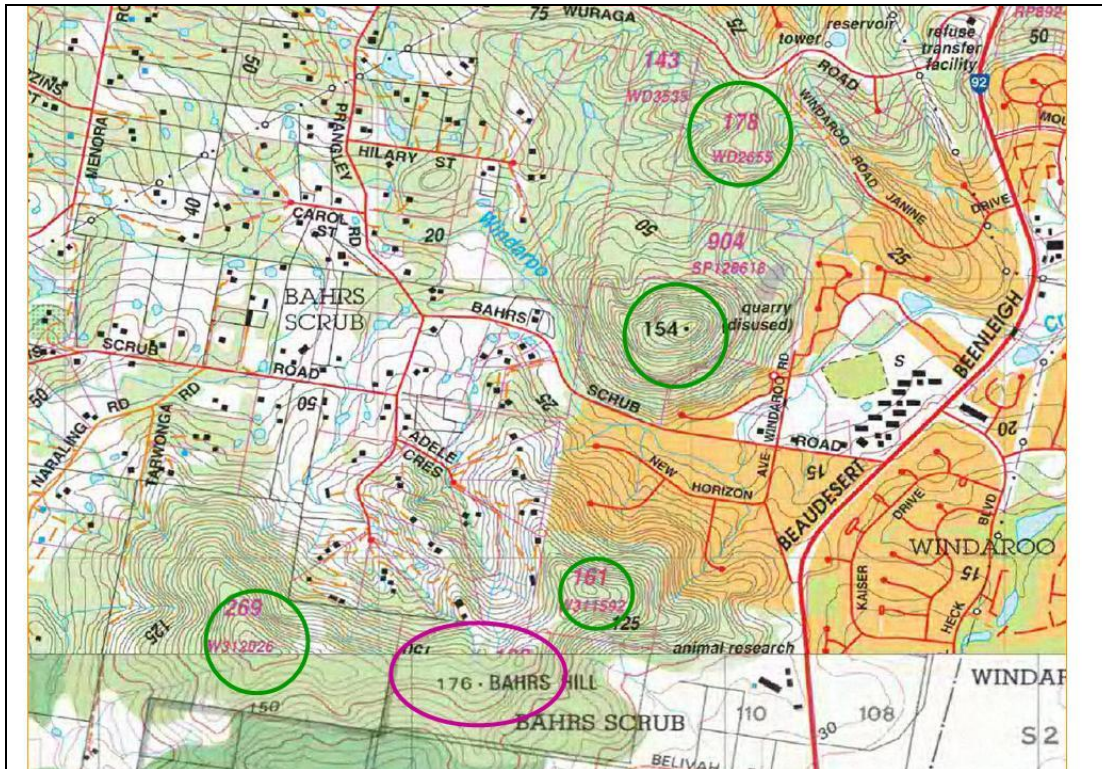 75 WURAGA
ROAD
reservoir
tower
refuse
transfer
facility
50
75
92
50
143
WD3535
178
WD2655
WINDAROO ROAD
JANINE
DRIVE
MENORA
PRANGLEY
RD
HILARY ST
CAROL
ST
40
20
Windaroo
50
904
SP128618
25
BAHRS
SCRUB
BAHRS
SCRUB
ROAD
154
quarry
(disused)
WINDAROO RD
AVE
S
BEENLEIGH
BEAUDESERT
SCRUB
ROAD
50
50
25
NARALING RD
TARWONGA RD
ADELE
CRES
NEW
HORIZON
15
20
DRIVE
BLVD
KAISER
HECK
WINDAROO
15
269
W312026
125
161
125
animal research
150
176 BAHRS HILL
BAHRS SCRUB
110
108
30
S 2